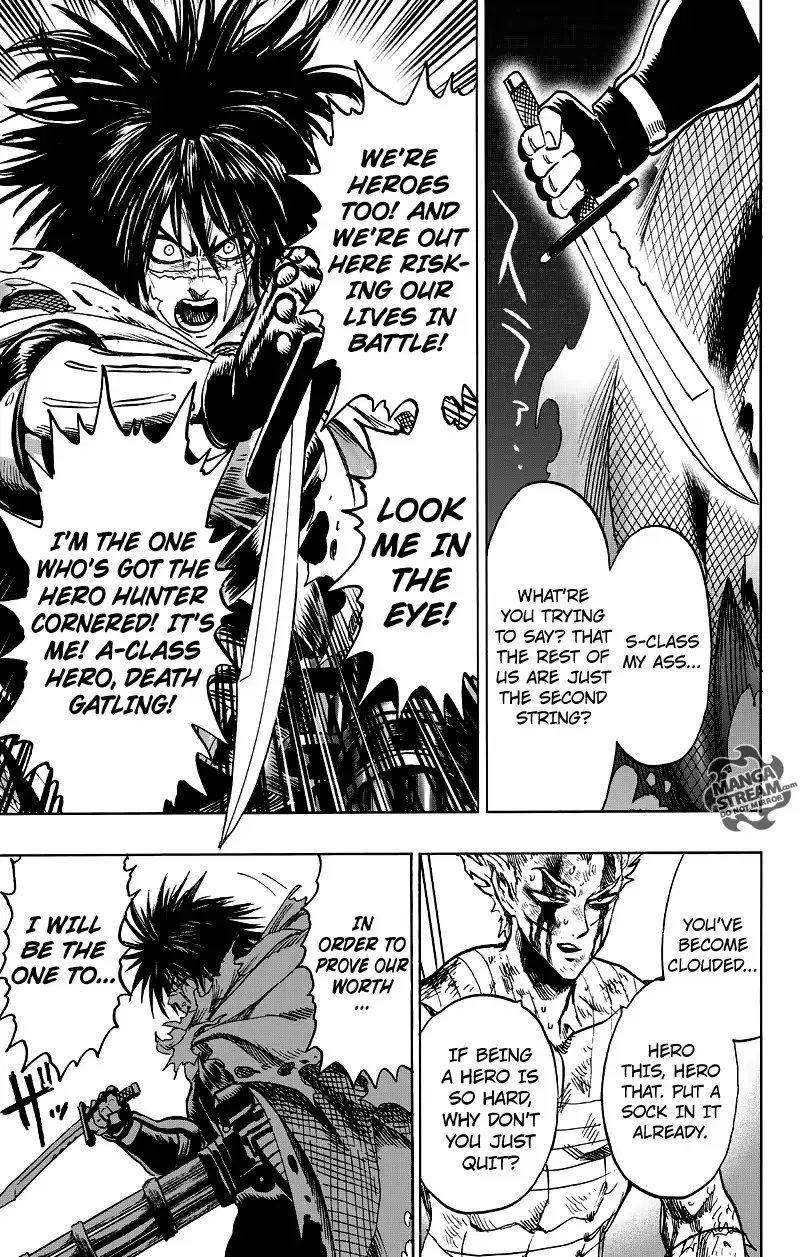 S-CLASS
MY ASS...
WHAT'RE
YOU TRYING
TO SAY? THAT
THE REST OF
US ARE JUST
THE SECOND
STRING?
WE'RE
HEROES
TOO! AND
WE'RE OUT
HERE RISK-
ING OUR
LIVES IN
BATTLE!
LOOK
ME IN
THE
EYE!
I'M THE ONE
WHO'S GOT THE
HERO HUNTER
CORNERED! IT'S
ME! A-CLASS
HERO, DEATH
GATLING!
MANGA
STREAM.com
DO NOT MIRROR
YOU'VE
BECOME
CLOUDED...
HERO
THIS, HERO
THAT. PUT A
SOCK IN IT
ALREADY.
IF BEING
A HERO IS
SO HARD,
WHY DON'T
YOU JUST
QUIT?
IN
ORDER TO
PROVE OUR
WORTH
...
I WILL
BE THE
ONE TO...